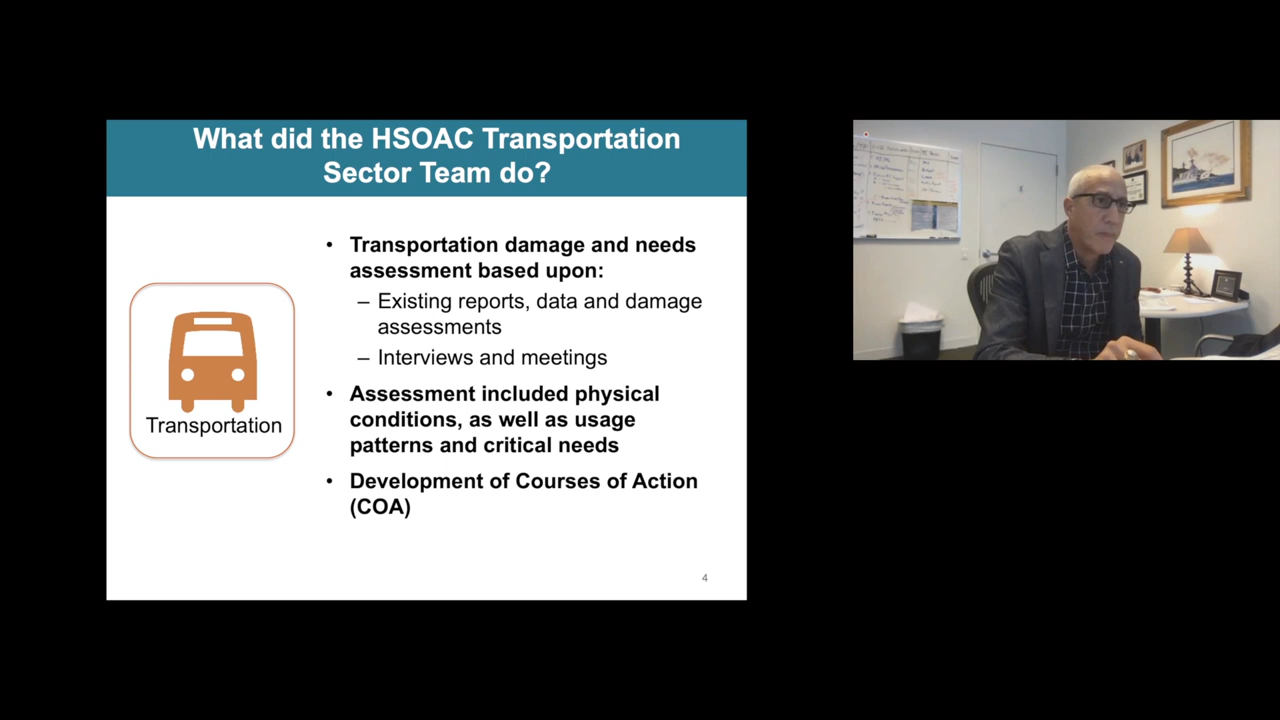 What did the HSOAC Transportation
Sector Team do?
• Transportation damage and needs
assessment based upon:
– Existing reports, data and damage
assessments
– Interviews and meetings
• Assessment included physical
conditions, as well as usage
patterns and critical needs
• Development of Courses of Action
(COA)
Transportation
4